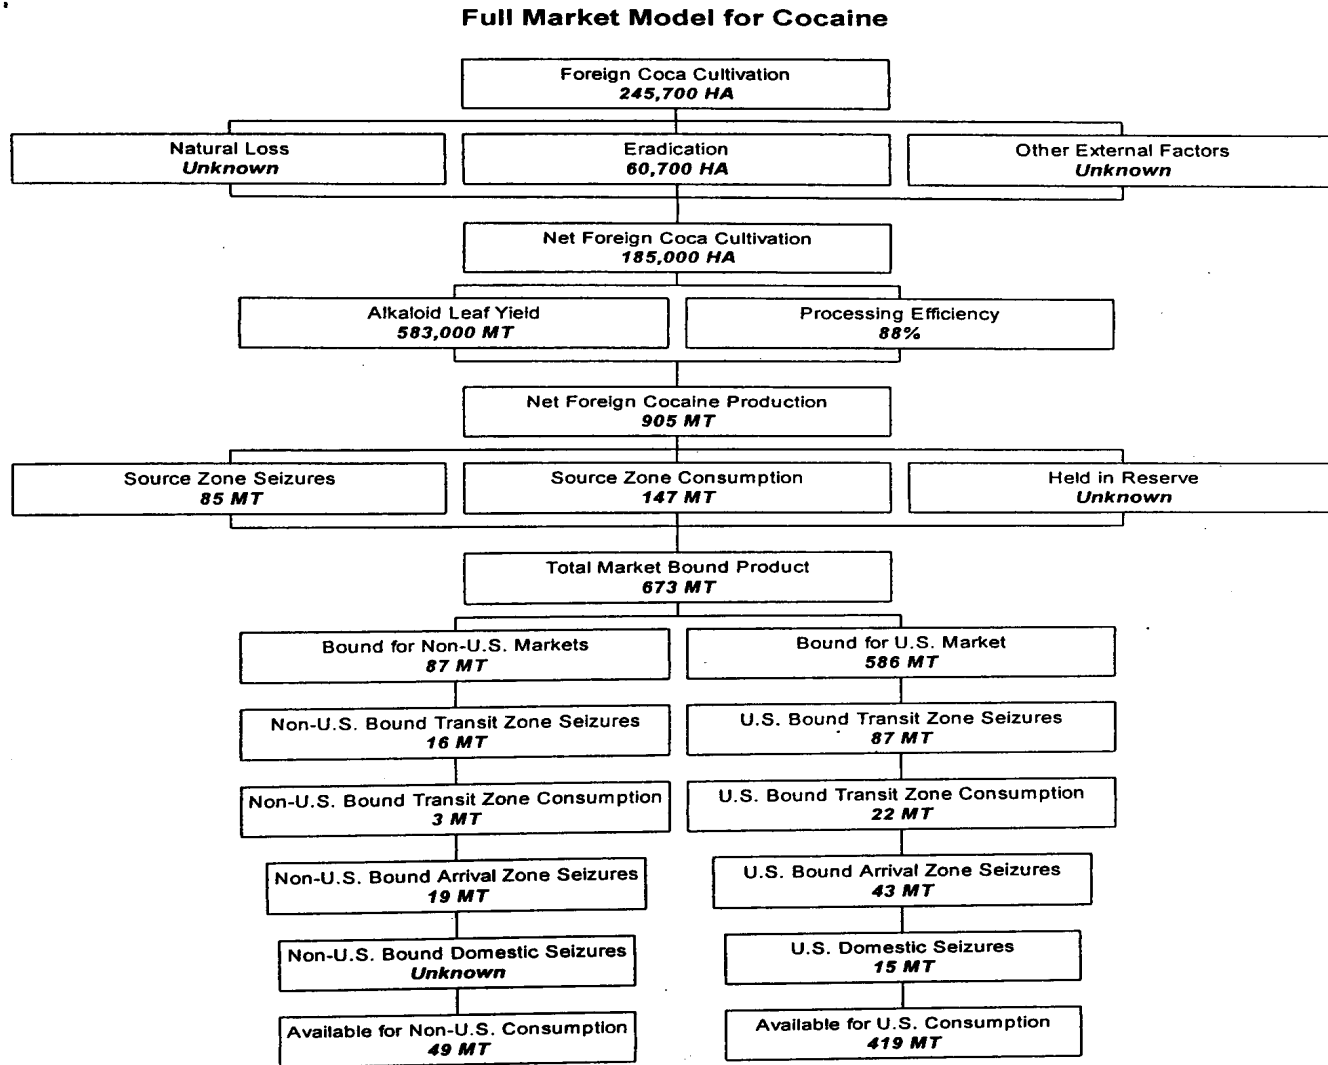 Full Market Model for Cocaine
Foreign Coca Cultivation
245,700 HA
Natural Loss
Unknown
Eradication
60,700 HA
Other External Factors
Unknown
Net Foreign Coca Cultivation
185,000 HA
Alkaloid Leaf Yield
583,000 MT
Processing Efficiency
88%
Net Foreign Cocaine Production
905 MT
Source Zone Seizures
85 MT
Source Zone Consumption
147 MT
Held in Reserve
Unknown
Total Market Bound Product
673 MT
Bound for Non-U.S. Markets
87 MT
Bound for U.S. Market
586 MT
Non-U.S. Bound Transit Zone Seizures
16 MT
U.S. Bound Transit Zone Seizures
87 MT
Non-U.S. Bound Transit Zone Consumption
3 MT
U.S. Bound Transit Zone Consumption
22 MT
Non-U.S. Bound Arrival Zone Seizures
19 MT
U.S. Bound Arrival Zone Seizures
43 MT
Non-U.S. Bound Domestic Seizures
Unknown
U.S. Domestic Seizures
15 MT
Available for Non-U.S. Consumption
49 MT
Available for U.S. Consumption
419 MT